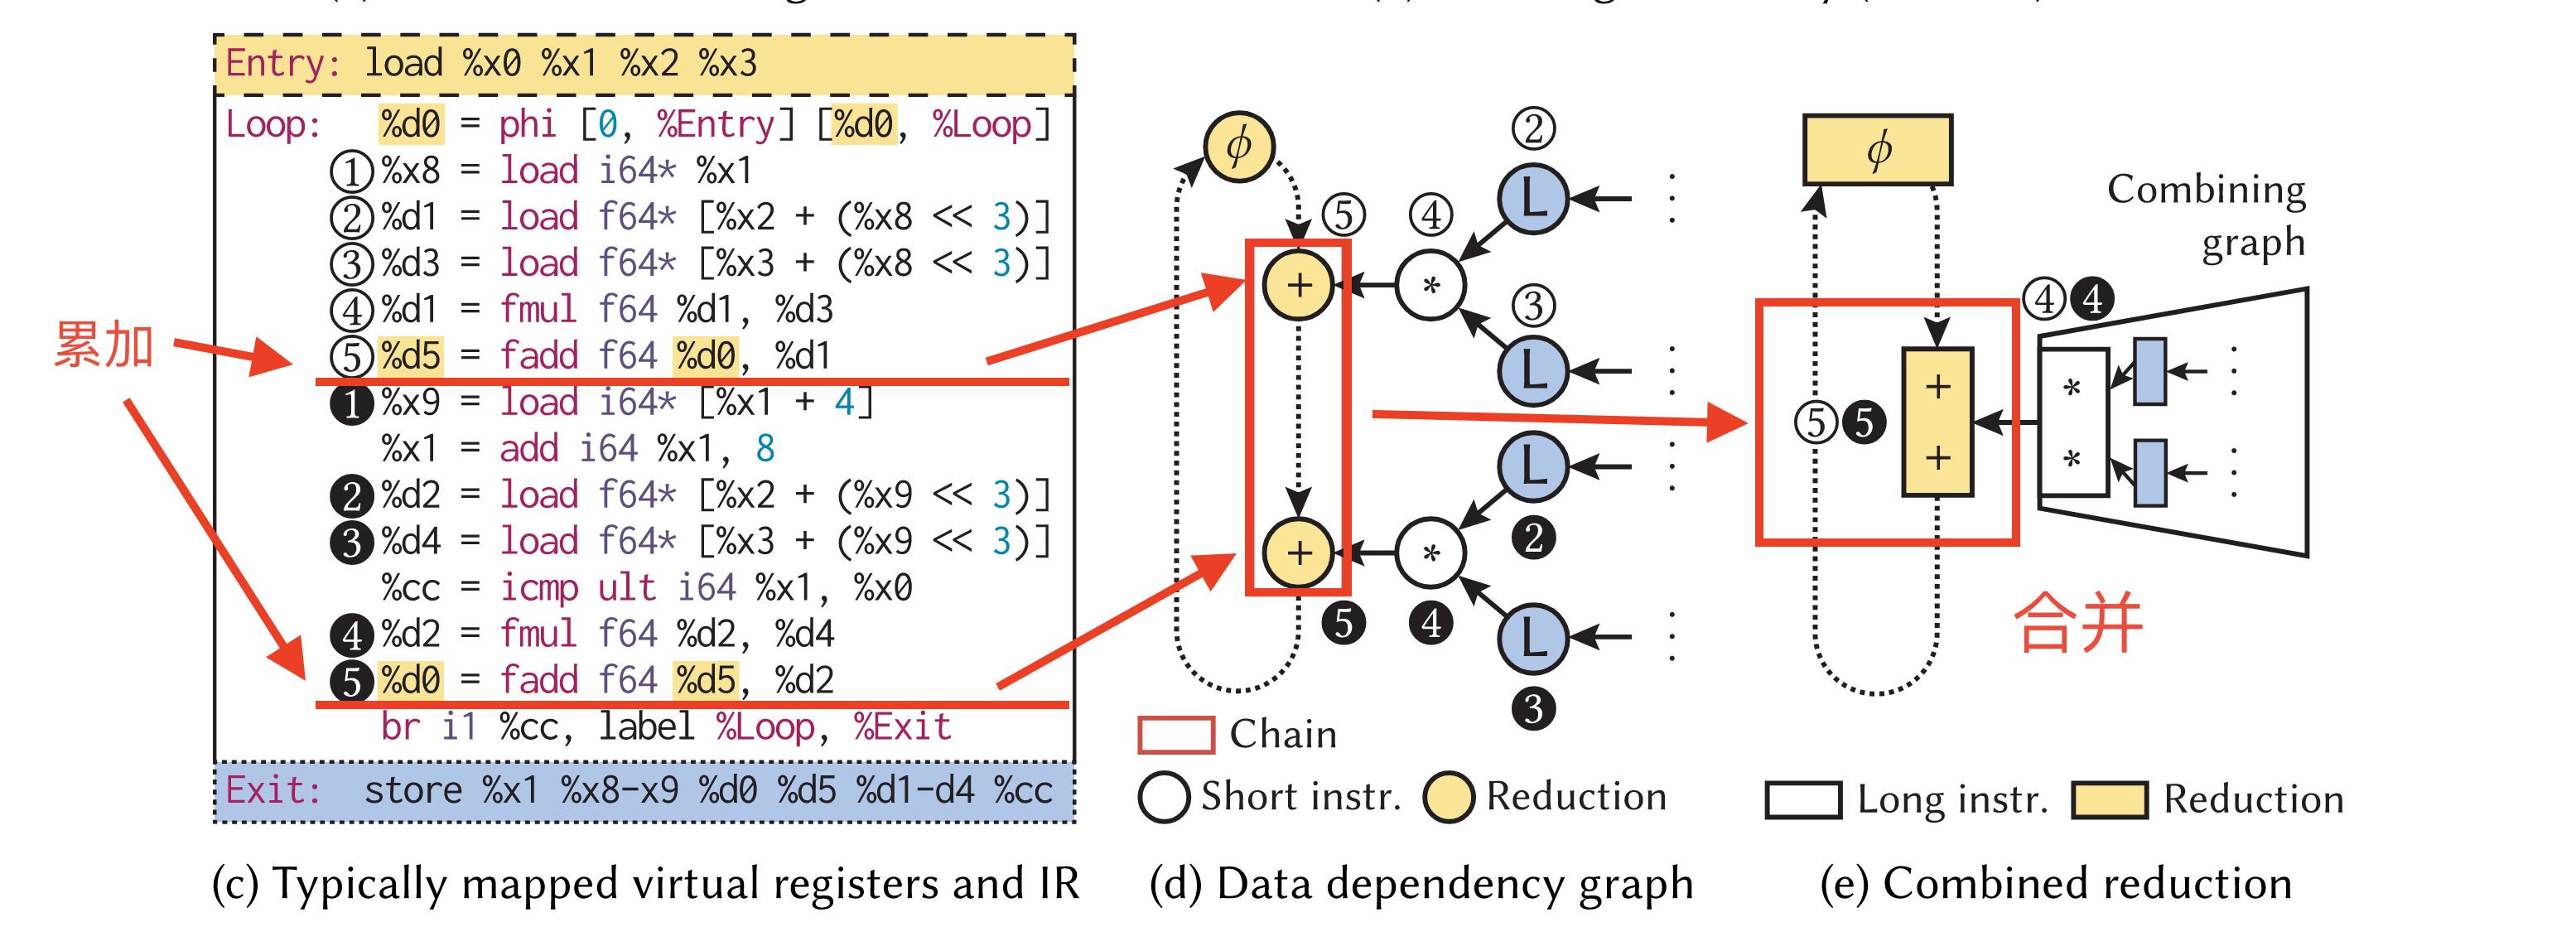 Entry: load %x0 %x1 %x2 %x3
Loop: %d0 = phi [0, %Entry] [%d0, %Loop]
① %x8 = load i64* %x1
② %d1 = load f64* [%x2 + (%x8 << 3)]
③ %d3 = load f64* [%x3 + (%x8 << 3)]
④ %d1 = fmul f64 %d1, %d3
⑤ %d5 = fadd f64 %d0, %d1
❶ %x9 = load i64* [%x1 + 4]
%x1 = add i64 %x1, 8
❷ %d2 = load f64* [%x2 + (%x9 << 3)]
❸ %d4 = load f64* [%x3 + (%x9 << 3)]
%cc = icmp ult i64 %x1, %x0
❹ %d2 = fmul f64 %d2, %d4
❺ %d0 = fadd f64 %d5, %d2
br i1 %cc, label %Loop, %Exit
Exit: store %x1 %x8-x9 %d0 %d5 %d1-d4 %cc
累加
(c) Typically mapped virtual registers and IR
ϕ
②
L
⑤ ④
+ *
③
L
L
❷
+ *
❺ ❹
L
❸
Chain
Short instr. Reduction
(d) Data dependency graph
ϕ
Combining
graph
④ ❹
+ *
⑤ ❺
+ *
合并
Long instr. Reduction
(e) Combined reduction